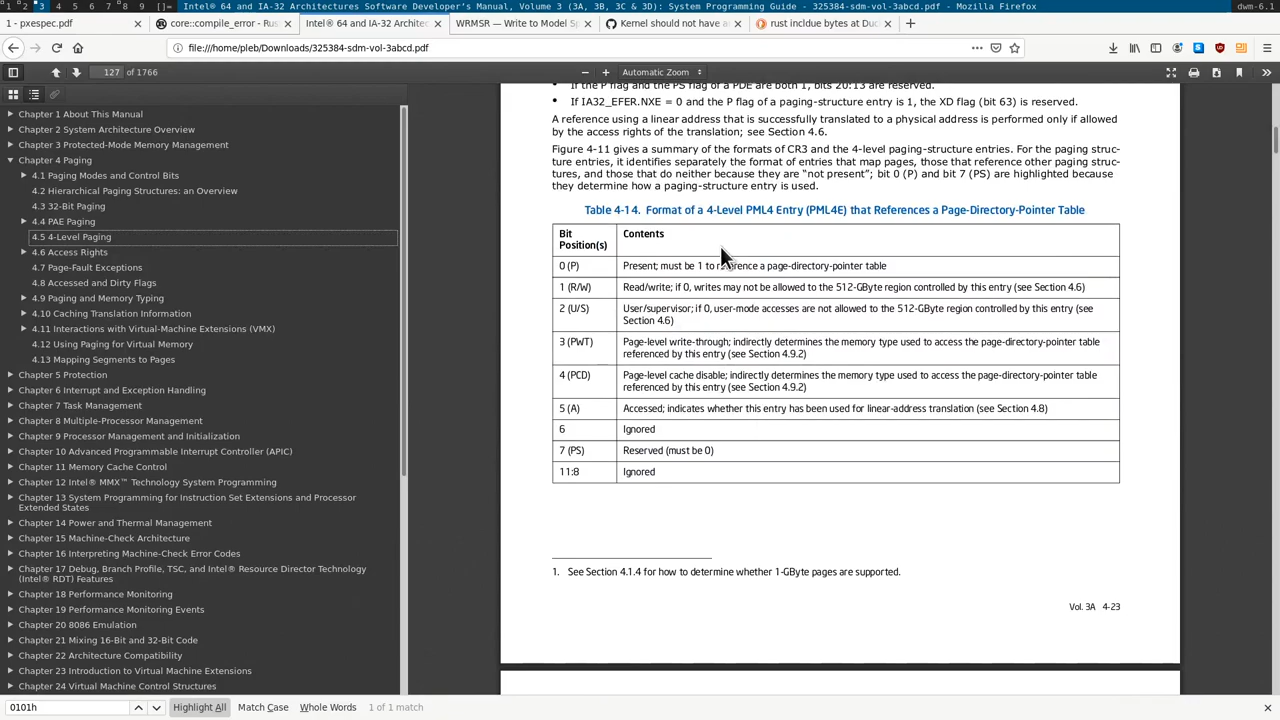 1 2 3 4 5 6 7 8 9 []= Intel® 64 and IA-32 Architectures Software Developer's Manual, Volume 3 (3A, 3B, 3C & 3D): System Programming Guide - 325384-sdm-vol-3abcd.pdf - Mozilla Firefox dwm-6.1
1 - pxespec.pdf
core::compile_error - Rus
Intel® 64 and IA-32 Architec
WRMSR — Write to Model Sp
Kernel should not have a
rust incldue bytes at Duc
file:///home/pleb/Downloads/325384-sdm-vol-3abcd.pdf
127 of 1766
Automatic Zoom
Chapter 1 About This Manual
Chapter 2 System Architecture Overview
Chapter 3 Protected-Mode Memory Management
Chapter 4 Paging
4.1 Paging Modes and Control Bits
4.2 Hierarchical Paging Structures: an Overview
4.3 32-Bit Paging
4.4 PAE Paging
4.5 4-Level Paging
4.6 Access Rights
4.7 Page-Fault Exceptions
4.8 Accessed and Dirty Flags
4.9 Paging and Memory Typing
4.10 Caching Translation Information
4.11 Interactions with Virtual-Machine Extensions (VMX)
4.12 Using Paging for Virtual Memory
4.13 Mapping Segments to Pages
Chapter 5 Protection
Chapter 6 Interrupt and Exception Handling
Chapter 7 Task Management
Chapter 8 Multiple-Processor Management
Chapter 9 Processor Management and Initialization
Chapter 10 Advanced Programmable Interrupt Controller (APIC)
Chapter 11 Memory Cache Control
Chapter 12 Intel® MMX™ Technology System Programming
Chapter 13 System Programming for Instruction Set Extensions and Processor
Extended States
Chapter 14 Power and Thermal Management
Chapter 15 Machine-Check Architecture
Chapter 16 Interpreting Machine-Check Error Codes
Chapter 17 Debug, Branch Profile, TSC, and Intel® Resource Director Technology
(Intel® RDT) Features
Chapter 18 Performance Monitoring
Chapter 19 Performance Monitoring Events
Chapter 20 8086 Emulation
Chapter 21 Mixing 16-Bit and 32-Bit Code
Chapter 22 Architecture Compatibility
Chapter 23 Introduction to Virtual Machine Extensions
Chapter 24 Virtual Machine Control Structures
• If the P flag and the PS flag of a PDE are both 1, bits 20:13 are reserved.
• If IA32_EFER.NXE = 0 and the P flag of a paging-structure entry is 1, the XD flag (bit 63) is reserved.
A reference using a linear address that is successfully translated to a physical address is performed only if allowed
by the access rights of the translation; see Section 4.6.
Figure 4-11 gives a summary of the formats of CR3 and the 4-level paging-structure entries. For the paging struc-
ture entries, it identifies separately the format of entries that map pages, those that reference other paging struc-
tures, and those that do neither because they are “not present”; bit 0 (P) and bit 7 (PS) are highlighted because
they determine how a paging-structure entry is used.
Table 4-14. Format of a 4-Level PML4 Entry (PML4E) that References a Page-Directory-Pointer Table
Bit
Position(s)
Contents
0 (P) Present; must be 1 to reference a page-directory-pointer table
1 (R/W) Read/write; if 0, writes may not be allowed to the 512-GByte region controlled by this entry (see Section 4.6)
2 (U/S) User/supervisor; if 0, user-mode accesses are not allowed to the 512-GByte region controlled by this entry (see
Section 4.6)
3 (PWT) Page-level write-through; indirectly determines the memory type used to access the page-directory-pointer table
referenced by this entry (see Section 4.9.2)
4 (PCD) Page-level cache disable; indirectly determines the memory type used to access the page-directory-pointer table
referenced by this entry (see Section 4.9.2)
5 (A) Accessed; indicates whether this entry has been used for linear-address translation (see Section 4.8)
6 Ignored
7 (PS) Reserved (must be 0)
11:8 Ignored
1. See Section 4.1.4 for how to determine whether 1-GByte pages are supported.
Vol. 3A 4-23
0101h Highlight All Match Case Whole Words 1 of 1 match